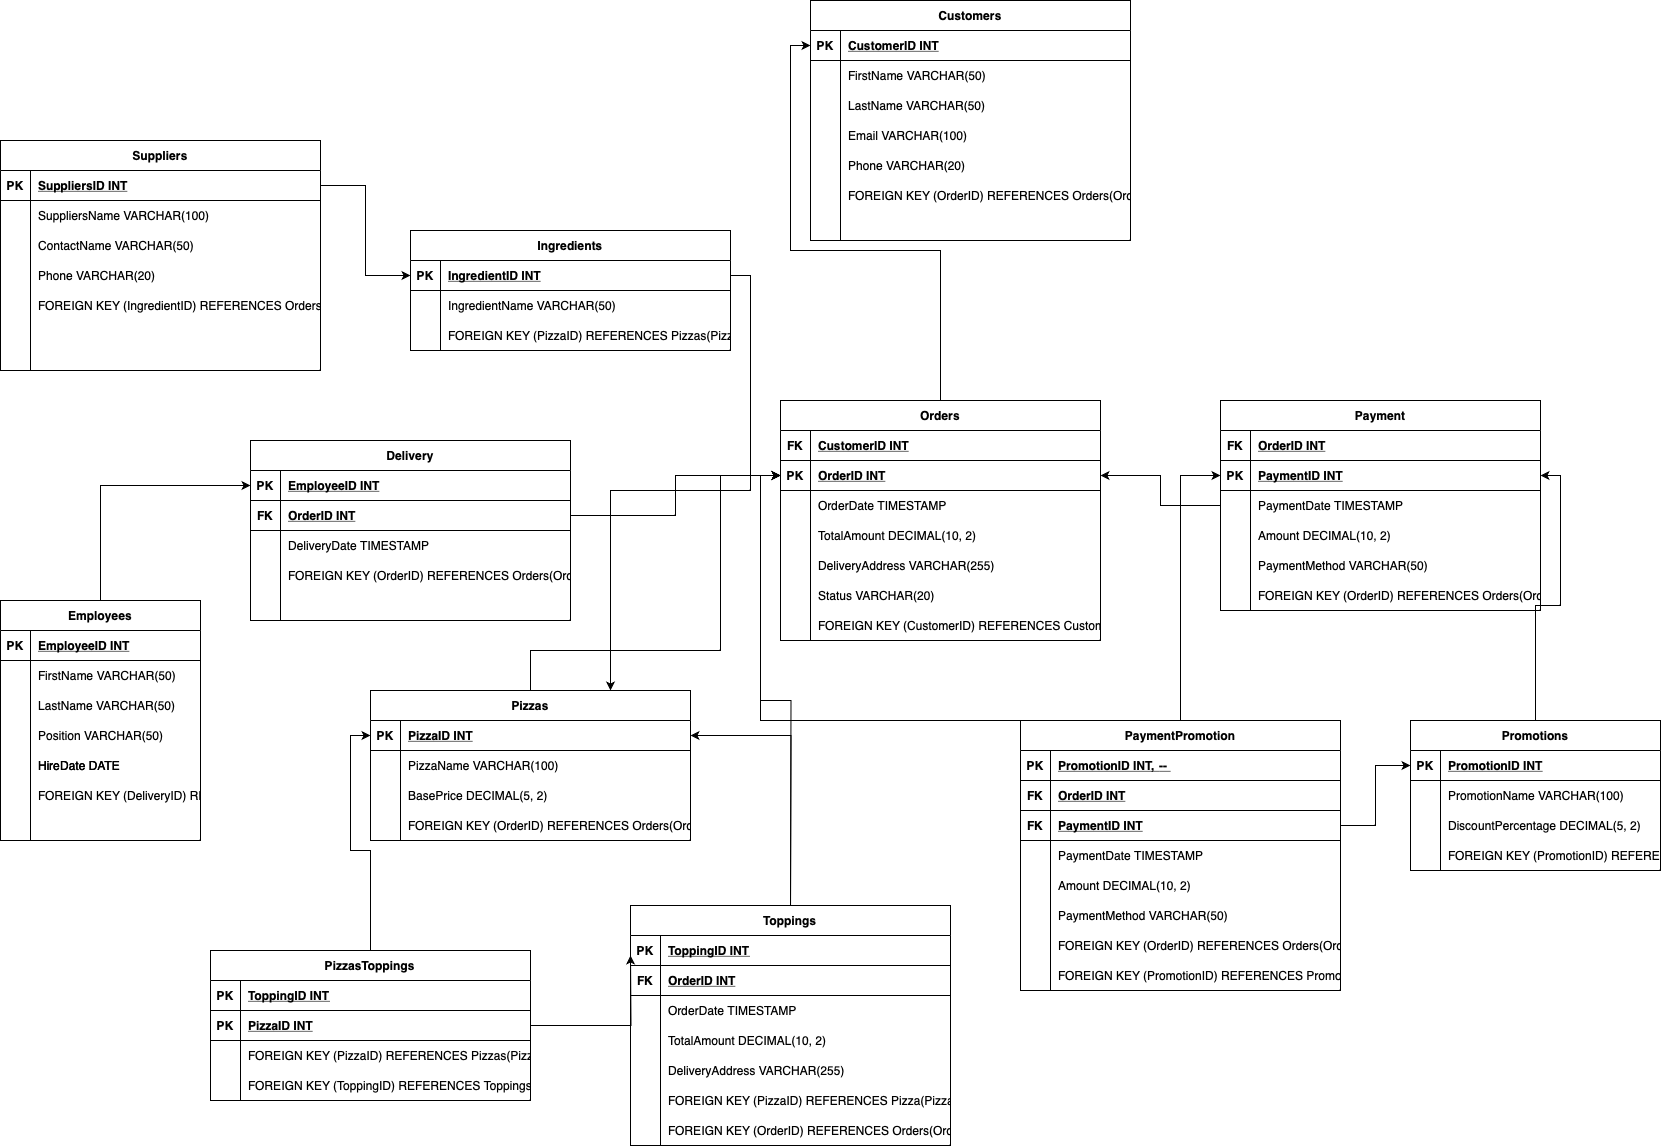 Customers
PK CustomerID INT
FirstName VARCHAR(50)
LastName VARCHAR(50)
Email VARCHAR(100)
Phone VARCHAR(20)
FOREIGN KEY (OrderID) REFERENCES Orders(Orc
Suppliers
PK SuppliersID INT
SuppliersName VARCHAR(100)
ContactName VARCHAR(50)
Phone VARCHAR(20)
FOREIGN KEY (IngredientID) REFERENCES Orders
Ingredients
PK IngredientID INT
IngredientName VARCHAR(50)
FOREIGN KEY (PizzaID) REFERENCES Pizzas(Pizz
Orders
FK CustomerID INT
PK OrderID INT
OrderDate TIMESTAMP
TotalAmount DECIMAL(10, 2)
DeliveryAddress VARCHAR(255)
Status VARCHAR(20)
FOREIGN KEY (CustomerID) REFERENCES Custom
Payment
FK OrderID INT
PK PaymentID INT
PaymentDate TIMESTAMP
Amount DECIMAL(10, 2)
PaymentMethod VARCHAR(50)
FOREIGN KEY (OrderID) REFERENCES Orders(Orc
Delivery
PK EmployeeID INT
FK OrderID INT
DeliveryDate TIMESTAMP
FOREIGN KEY (OrderID) REFERENCES Orders(Orc
Employees
PK EmployeeID INT
FirstName VARCHAR(50)
LastName VARCHAR(50)
Position VARCHAR(50)
HireDate DATE
FOREIGN KEY (DeliveryID) RE
Pizzas
PK PizzaID INT
PizzaName VARCHAR(100)
BasePrice DECIMAL(5, 2)
FOREIGN KEY (OrderID) REFERENCES Orders(Orc
PaymentPromotion
PK PromotionID INT, --
FK OrderID INT
FK PaymentID INT
PaymentDate TIMESTAMP
Amount DECIMAL(10, 2)
PaymentMethod VARCHAR(50)
FOREIGN KEY (OrderID) REFERENCES Orders(Orc
FOREIGN KEY (PromotionID) REFERENCES Promo
Promotions
PK PromotionID INT
PromotionName VARCHAR(100)
DiscountPercentage DECIMAL(5, 2)
FOREIGN KEY (PromotionID) REFERE
PizzasToppings
PK ToppingID INT
PK PizzaID INT
FOREIGN KEY (PizzaID) REFERENCES Pizzas(Pizz
FOREIGN KEY (ToppingID) REFERENCES Toppings
Toppings
PK ToppingID INT
FK OrderID INT
OrderDate TIMESTAMP
TotalAmount DECIMAL(10, 2)
DeliveryAddress VARCHAR(255)
FOREIGN KEY (PizzaID) REFERENCES Pizza(Pizza
FOREIGN KEY (OrderID) REFERENCES Orders(Orc